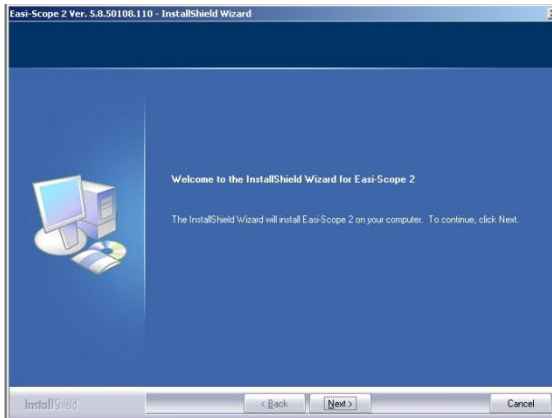 Easi-Scope 2 Ver. 5.8.50108.110 - InstallShield Wizard
Welcome to the InstallShield Wizard for Easi-Scope 2
The InstallShield Wizard will install Easi-Scope 2 on your computer. To continue, click Next.
InstallShield
< Back
Next >
Cancel